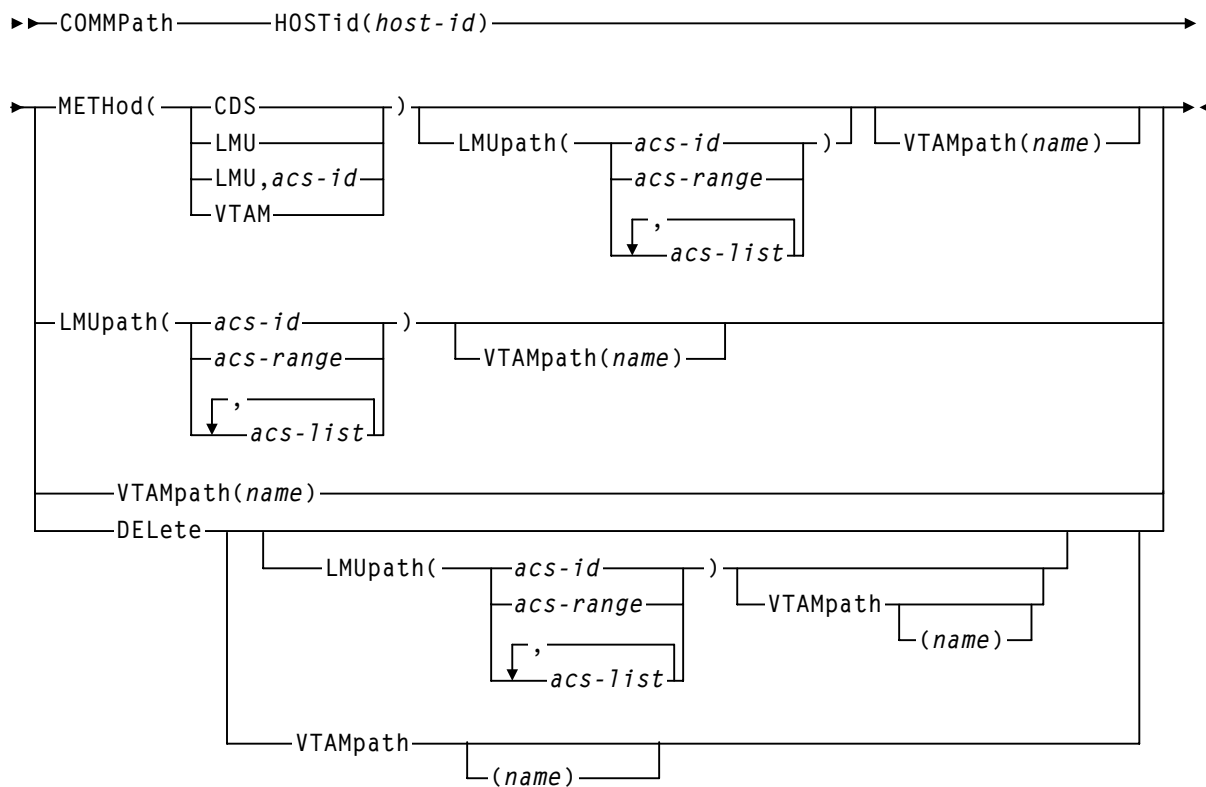 COMMPath HOSTid(host-id)
METHod( CDS )
LMU LMUpath( acs-id ) VTAMpath(name)
LMU,acs-id acs-range
VTAM ,
acs-list
LMUpath( acs-id )
acs-range VTAMpath(name)
,
acs-list
VTAMpath(name)
DELete
LMUpath( acs-id )
acs-range VTAMpath
, (name)
acs-list
VTAMpath
(name)